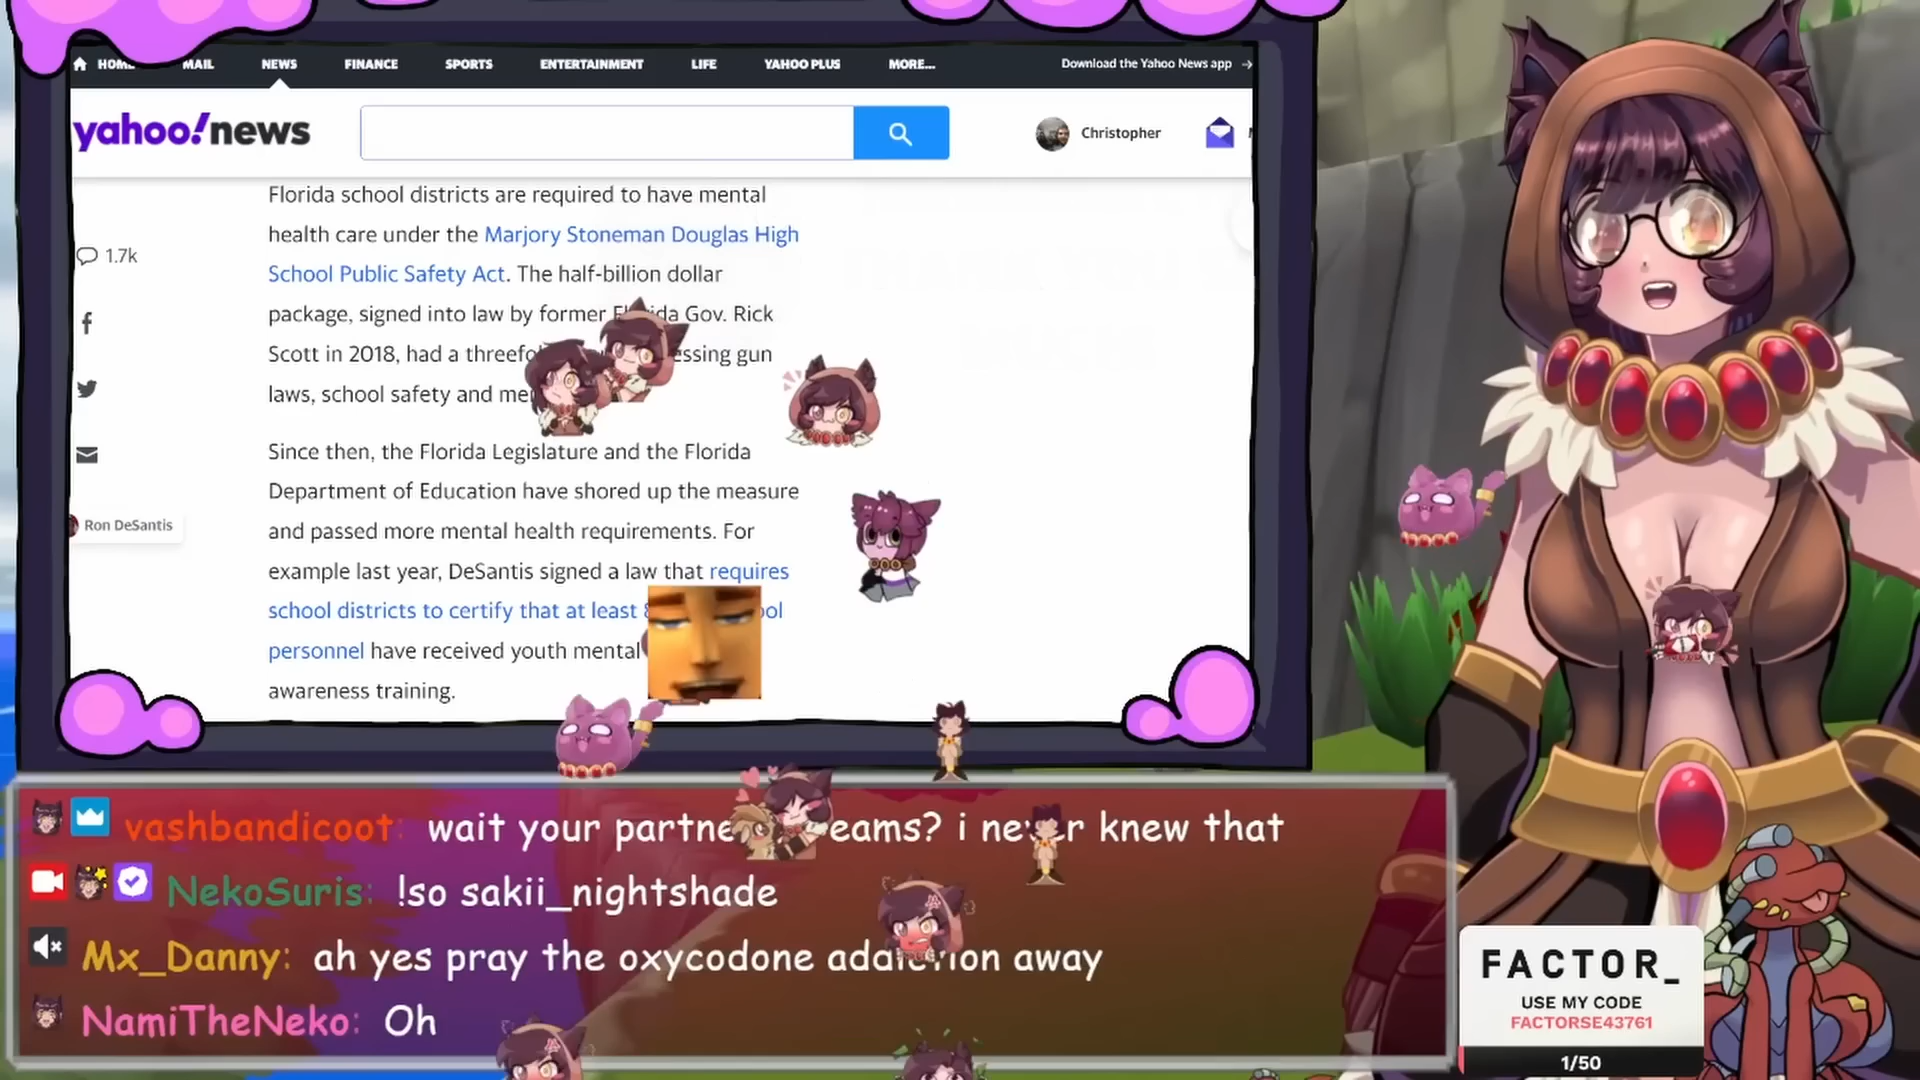 HOME MAIL NEWS FINANCE SPORTS ENTERTAINMENT LIFE YAHOO PLUS MORE... Download the Yahoo News app →
yahoo!news
Christopher
1.7k
Ron DeSantis
Florida school districts are required to have mental
health care under the Marjory Stoneman Douglas High
School Public Safety Act. The half-billion dollar
package, signed into law by former Florida Gov. Rick
Scott in 2018, had a gun
laws, school safety and
Since then, the Florida Legislature and the Florida
Department of Education have shored up the measure
and passed more mental health requirements. For
example last year, DeSantis signed a law that requires
school districts to certify that at least
personnel have received youth mental
awareness training.
vashbandicoot: wait your i never knew that
NekoSuris: !so sakii_nightshade
Mx_Danny: ah yes pray the oxycodone addiction away
NamiTheNeko: Oh
FACTOR_
USE MY CODE
FACTORSE43761
1/50